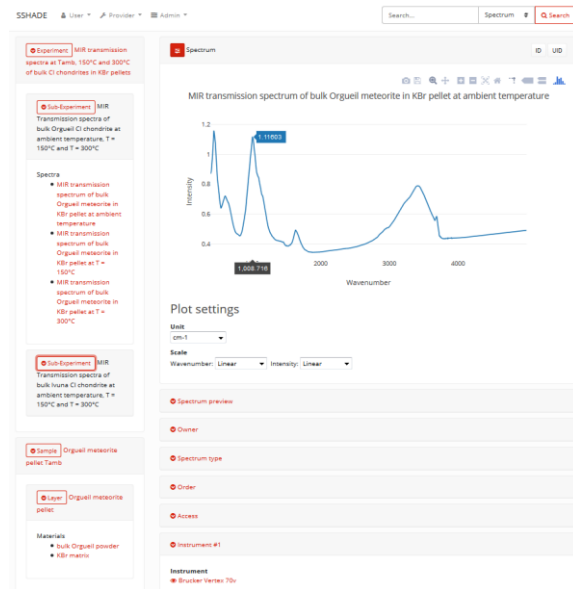 SSHADE User Provider Admin Search... Spectrum Search
Experiment MIR transmission
spectra at Tamb, 150°C and 300°C
of bulk CI chondrites in KBr pellets
Sub-Experiment MIR
Transmission spectra of
bulk Orgueil CI chondrite at
ambient temperature, T =
150°C and T = 300°C
Spectra
MIR transmission
spectrum of bulk
Orgueil meteorite in
KBr pellet at ambient
temperature
MIR transmission
spectrum of bulk
Orgueil meteorite in
KBr pellet at T =
150°C
MIR transmission
spectrum of bulk
Orgueil meteorite in
KBr pellet at T =
300°C
Sub-Experiment MIR
Transmission spectra of
bulk Ivuna CI chondrite at
ambient temperature, T =
150°C and T = 300°C
Sample Orgueil meteorite
pellet Tamb
Layer Orgueil meteorite
pellet
Materials
bulk Orgueil powder
KBr matrix
Spectrum ID UID
MIR transmission spectrum of bulk Orgueil meteorite in KBr pellet at ambient temperature
1.2
1.11603
1
0.8
0.6
0.4
Intensity
1,008.716
2000 3000 4000
Wavenumber
Plot settings
Unit
cm-1
Scale
Wavenumber: Linear Intensity: Linear
Spectrum preview
Owner
Spectrum type
Order
Access
Instrument #1
Instrument
Brucker Vertex 70v